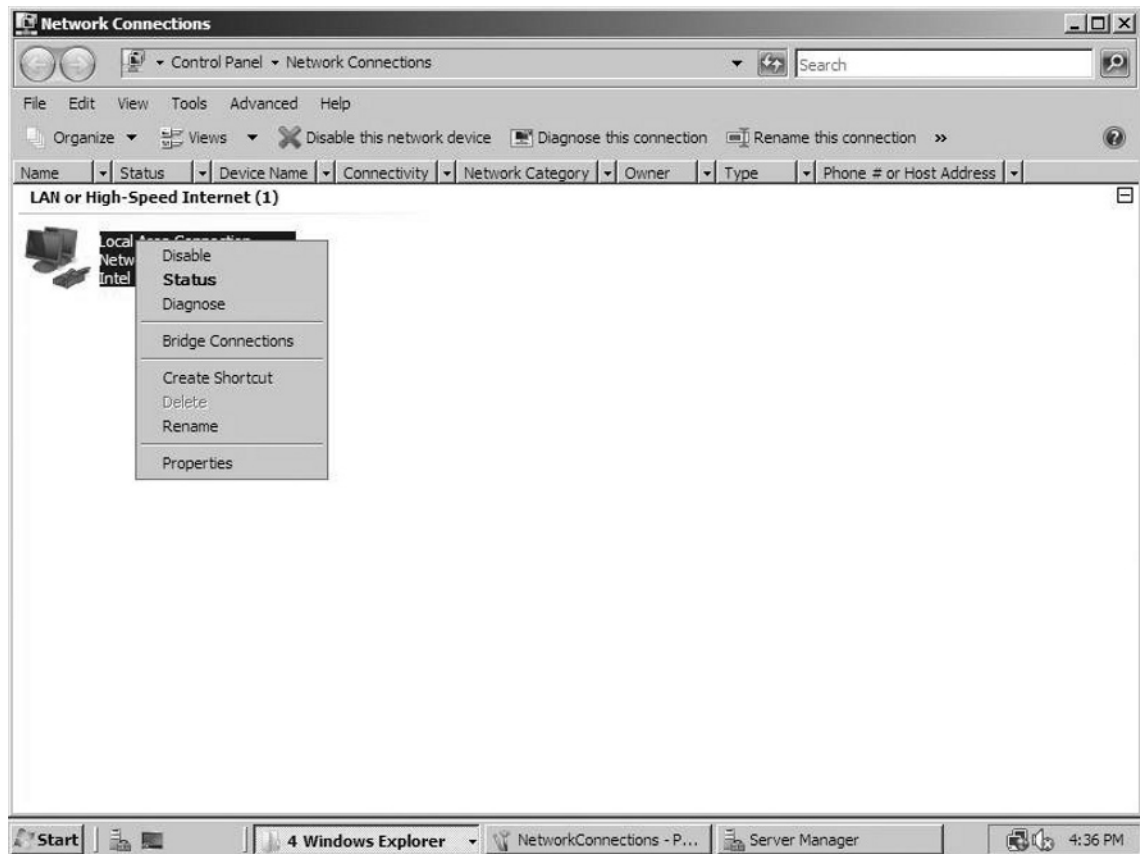 Network Connections
Control Panel Network Connections
Search
File Edit View Tools Advanced Help
Organize Views Disable this network device Diagnose this connection Rename this connection »
Name Status Device Name Connectivity Network Category Owner Type Phone # or Host Address
LAN or High-Speed Internet (1)
Local Area Connection
Netw
Intel
Disable
Status
Diagnose
Bridge Connections
Create Shortcut
Delete
Rename
Properties
Start 4 Windows Explorer NetworkConnections - P... Server Manager 4:36 PM